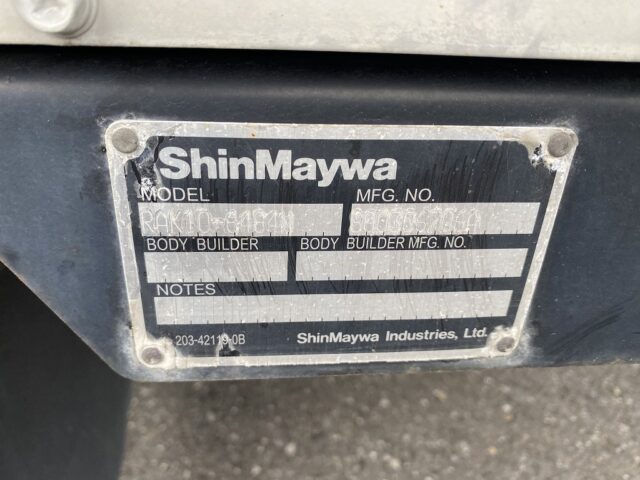 ShinMaywa
MODEL MFG. NO.
BODY BUILDER BODY BUILDER MFG. NO.
NOTES
203-42119-0B ShinMaywa Industries, Ltd.